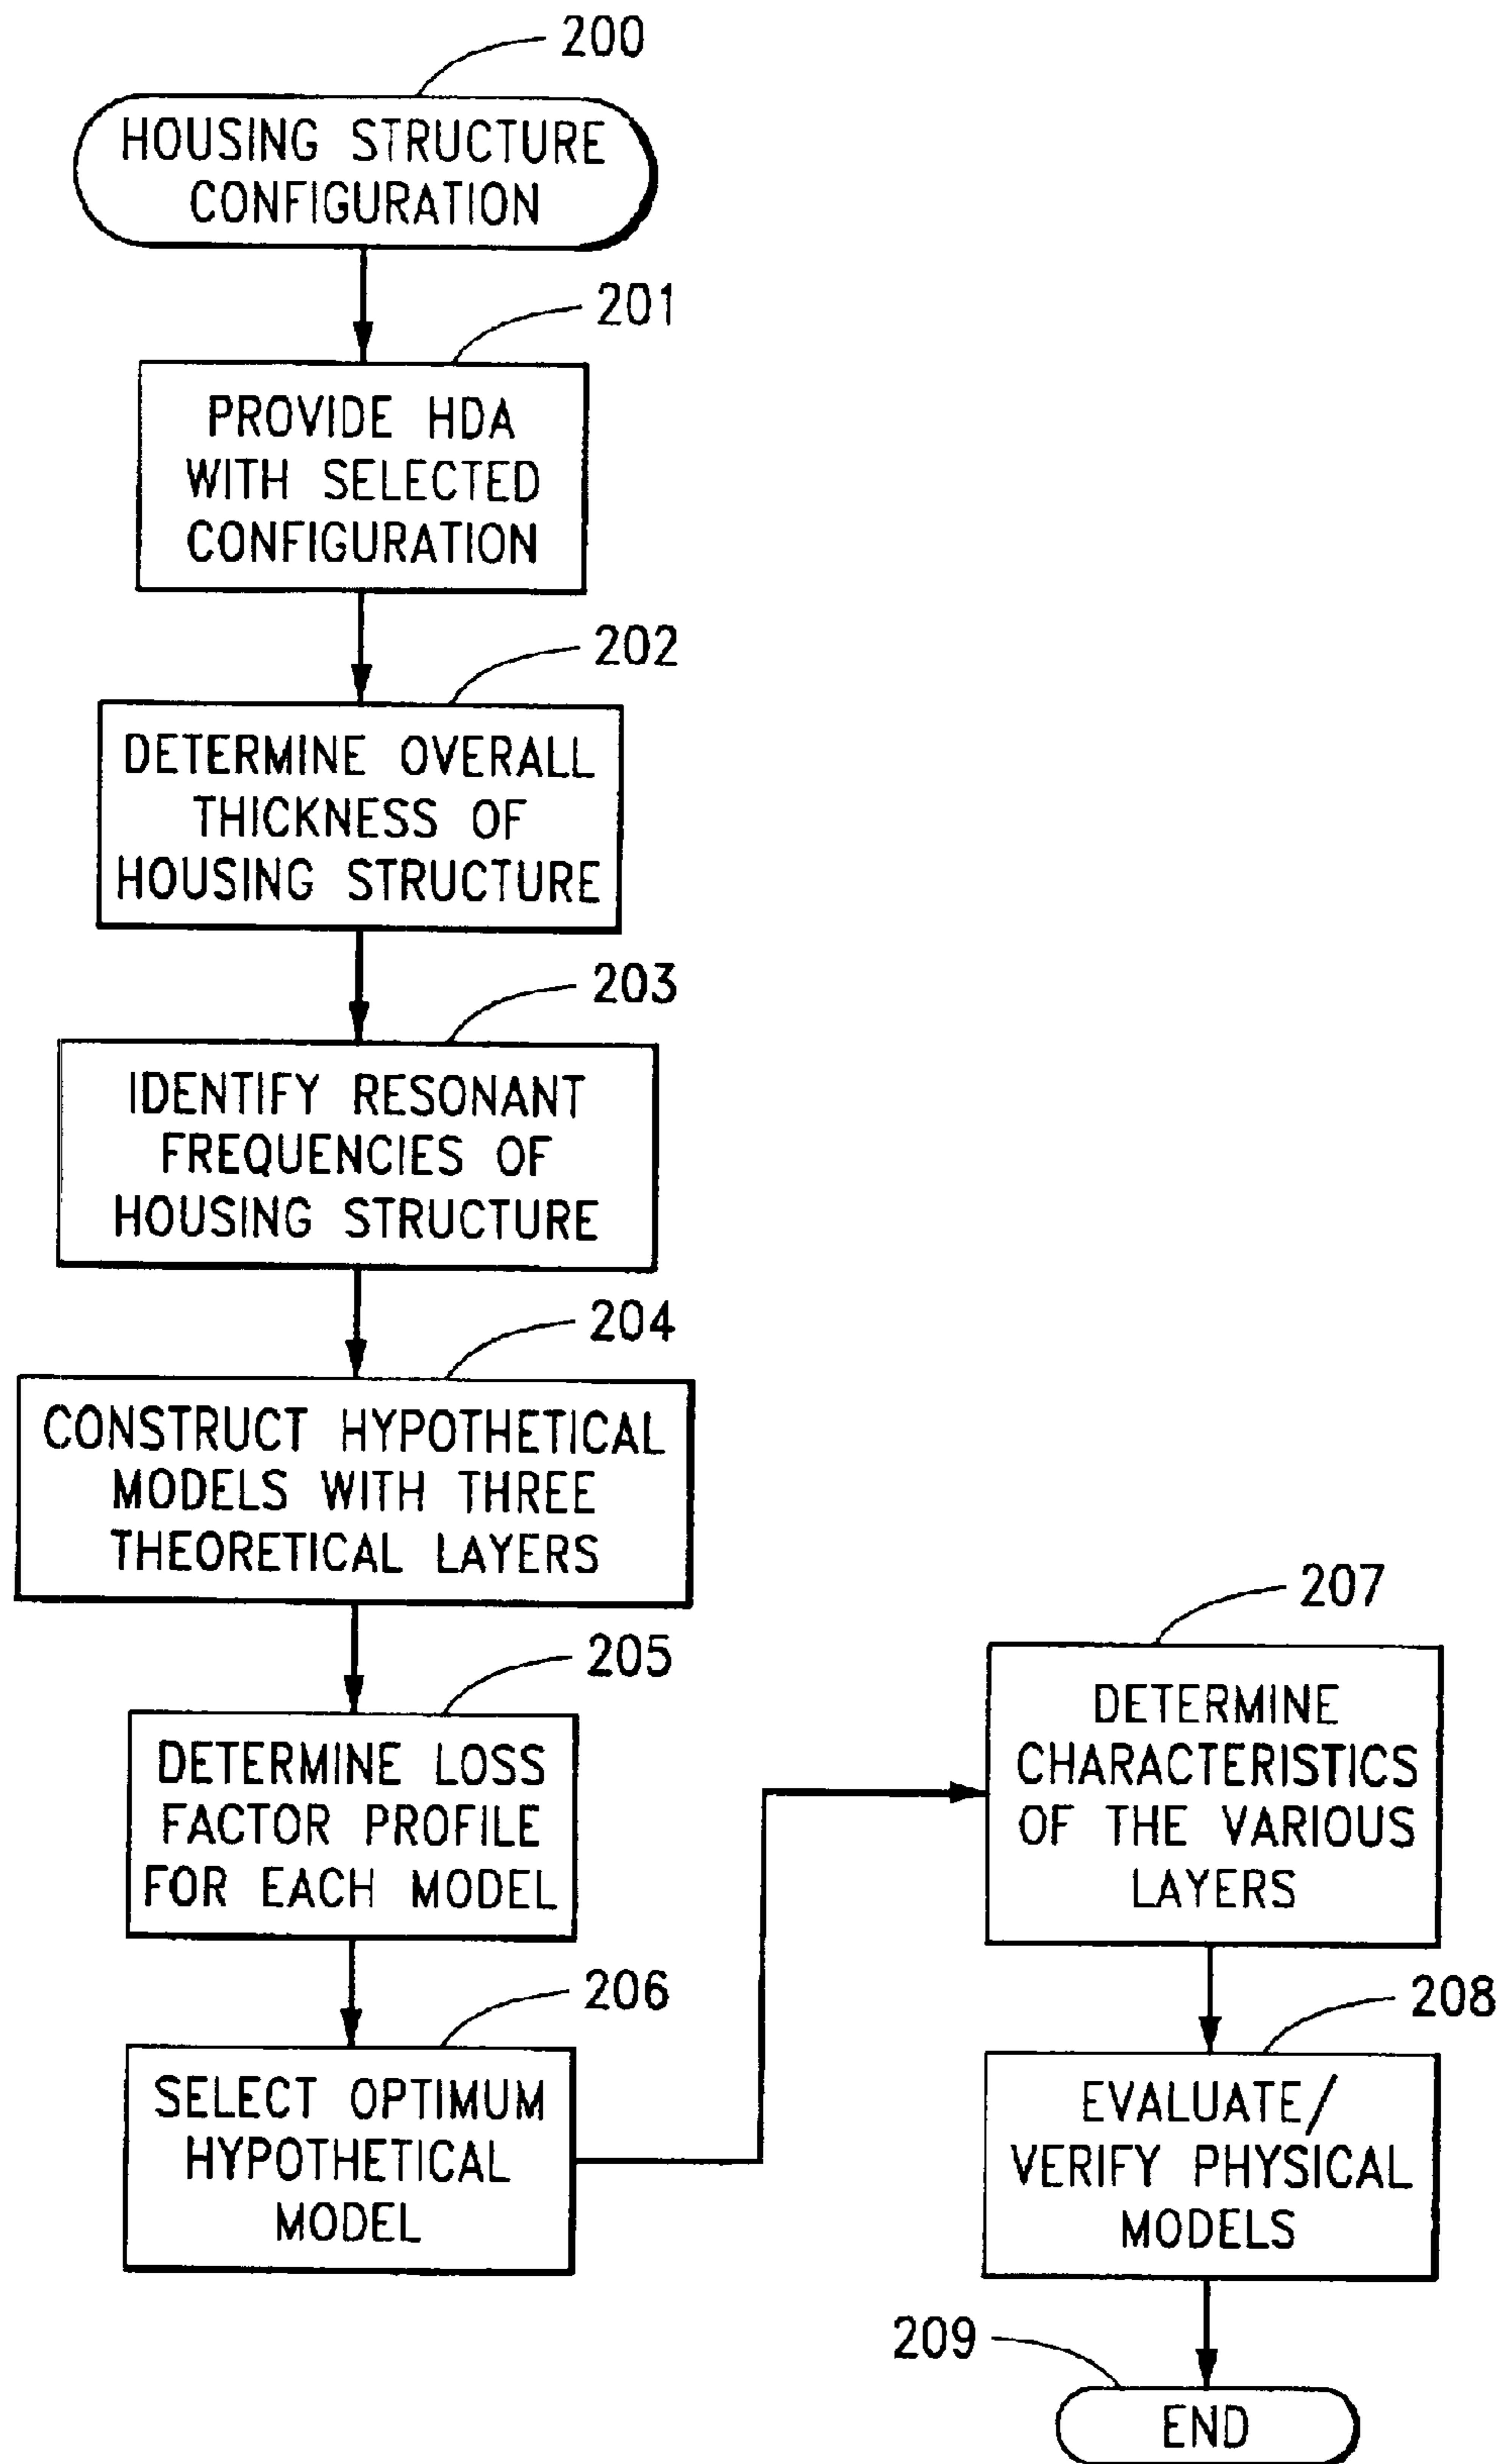 200
HOUSING STRUCTURE
CONFIGURATION
201
PROVIDE HDA
WITH SELECTED
CONFIGURATION
202
DETERMINE OVERALL
THICKNESS OF
HOUSING STRUCTURE
203
IDENTIFY RESONANT
FREQUENCIES OF
HOUSING STRUCTURE
204
CONSTRUCT HYPOTHETICAL
MODELS WITH THREE
THEORETICAL LAYERS
205
DETERMINE LOSS
FACTOR PROFILE
FOR EACH MODEL
206
SELECT OPTIMUM
HYPOTHETICAL
MODEL
207
DETERMINE
CHARACTERISTICS
OF THE VARIOUS
LAYERS
208
EVALUATE/
VERIFY PHYSICAL
MODELS
209
END